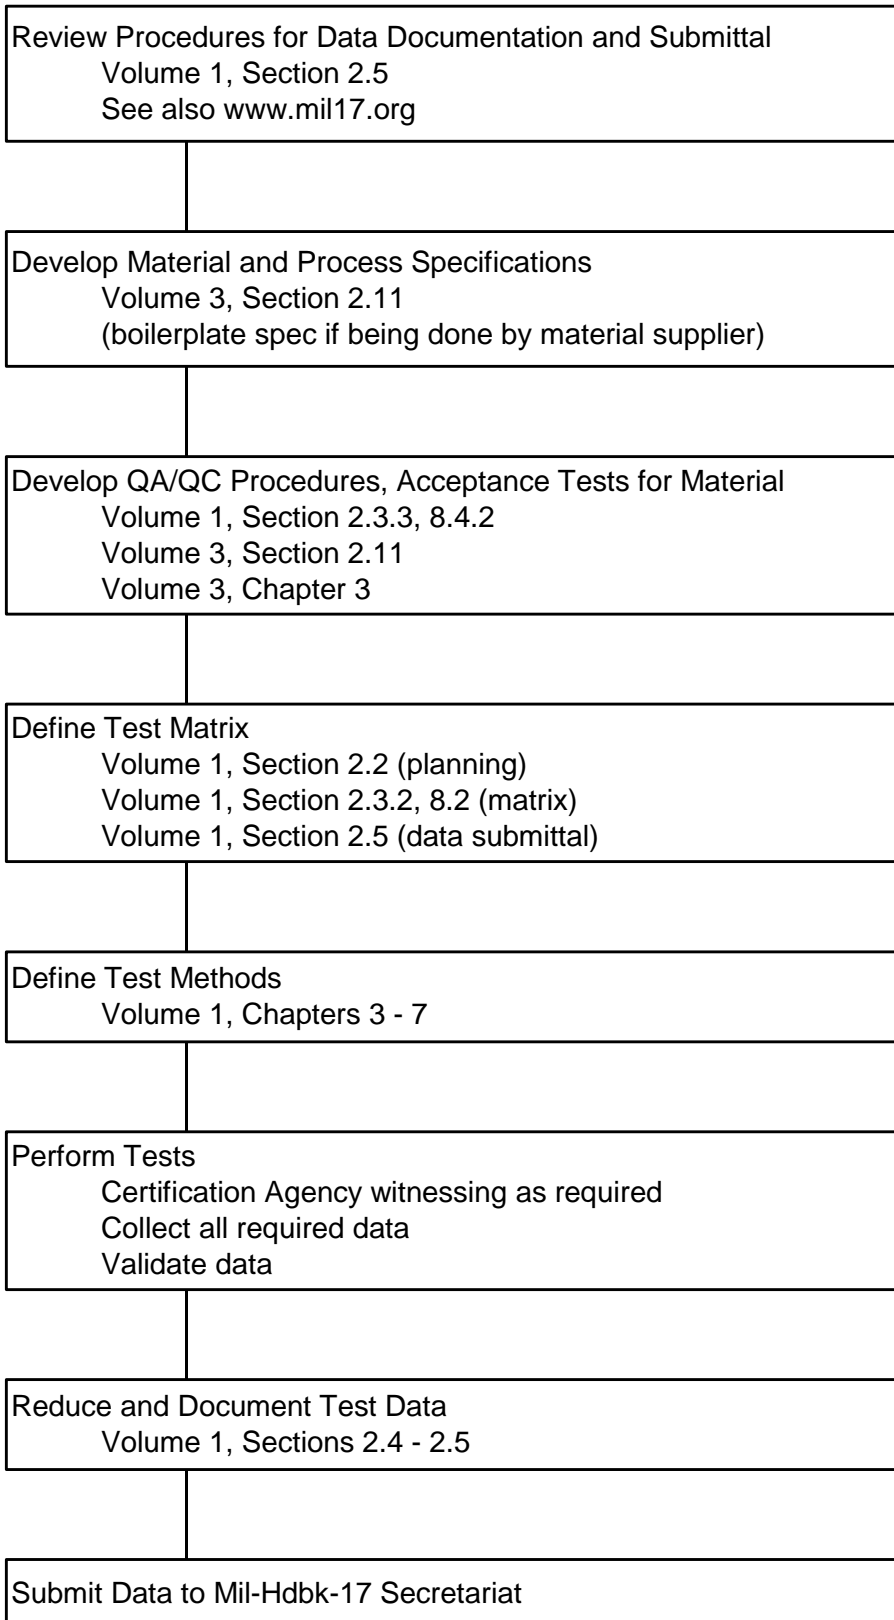 Review Procedures for Data Documentation and Submittal
Volume 1, Section 2.5
See also www.mil17.org
Develop Material and Process Specifications
Volume 3, Section 2.11
(boilerplate spec if being done by material supplier)
Develop QA/QC Procedures, Acceptance Tests for Material
Volume 1, Section 2.3.3, 8.4.2
Volume 3, Section 2.11
Volume 3, Chapter 3
Define Test Matrix
Volume 1, Section 2.2 (planning)
Volume 1, Section 2.3.2, 8.2 (matrix)
Volume 1, Section 2.5 (data submittal)
Define Test Methods
Volume 1, Chapters 3 - 7
Perform Tests
Certification Agency witnessing as required
Collect all required data
Validate data
Reduce and Document Test Data
Volume 1, Sections 2.4 - 2.5
Submit Data to Mil-Hdbk-17 Secretariat